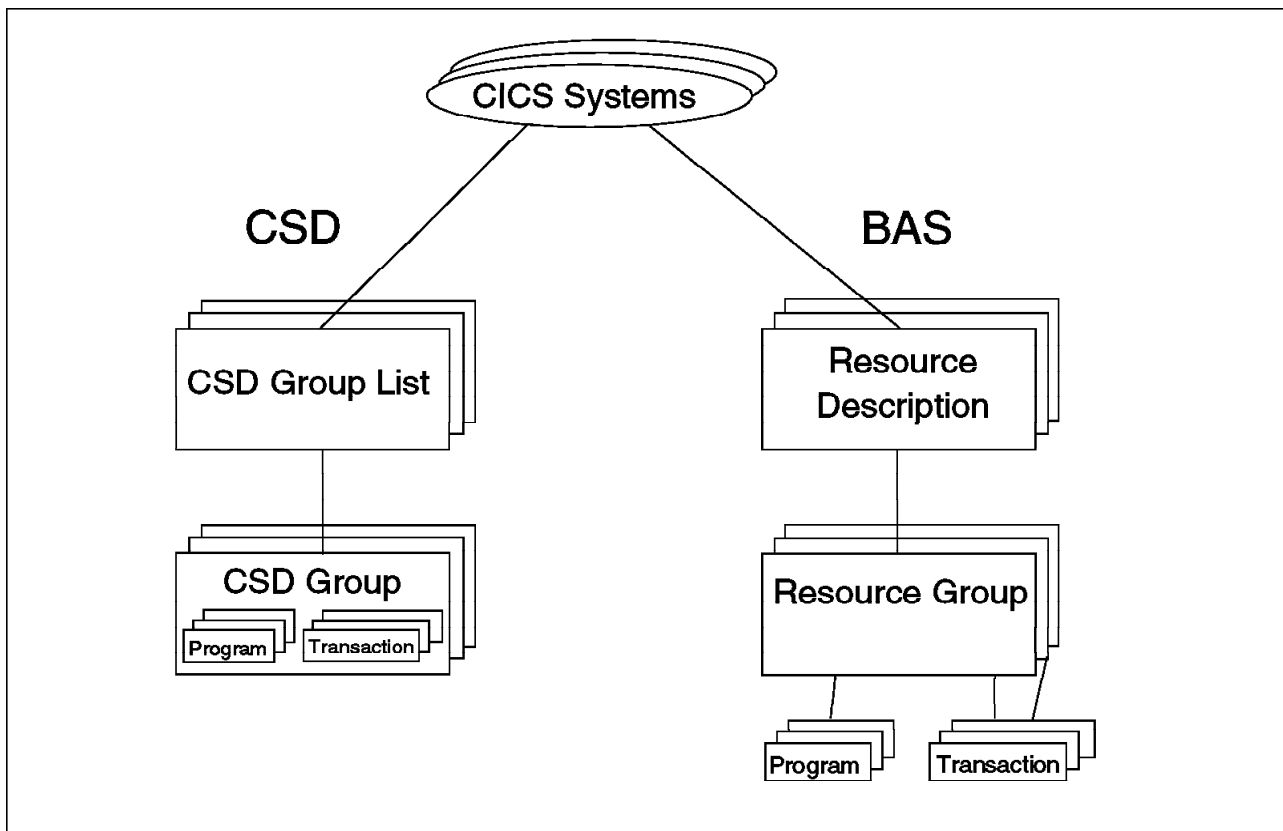 CICS Systems
CSD
BAS
CSD Group List
Resource
Description
CSD Group
Program
Transaction
Resource Group
Program
Transaction